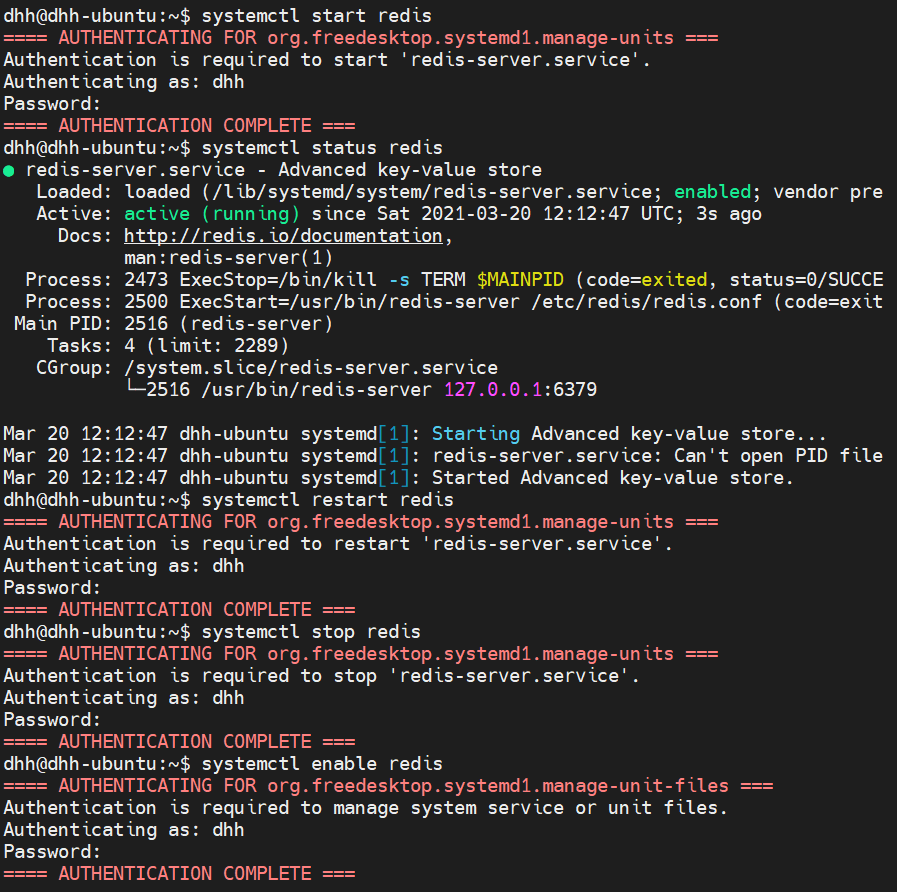 dhh@dhh-ubuntu:~$ systemctl start redis
==== AUTHENTICATING FOR org.freedesktop.systemd1.manage-units ===
Authentication is required to start 'redis-server.service'.
Authenticating as: dhh
Password:
==== AUTHENTICATION COMPLETE ===
dhh@dhh-ubuntu:~$ systemctl status redis
● redis-server.service - Advanced key-value store
   Loaded: loaded (/lib/systemd/system/redis-server.service; enabled; vendor pre
   Active: active (running) since Sat 2021-03-20 12:12:47 UTC; 3s ago
     Docs: http://redis.io/documentation,
           man:redis-server(1)
  Process: 2473 ExecStop=/bin/kill -s TERM $MAINPID (code=exited, status=0/SUCCE
  Process: 2500 ExecStart=/usr/bin/redis-server /etc/redis/redis.conf (code=exit
 Main PID: 2516 (redis-server)
    Tasks: 4 (limit: 2289)
   CGroup: /system.slice/redis-server.service
           └─2516 /usr/bin/redis-server 127.0.0.1:6379

Mar 20 12:12:47 dhh-ubuntu systemd[1]: Starting Advanced key-value store...
Mar 20 12:12:47 dhh-ubuntu systemd[1]: redis-server.service: Can't open PID file
Mar 20 12:12:47 dhh-ubuntu systemd[1]: Started Advanced key-value store.
dhh@dhh-ubuntu:~$ systemctl restart redis
==== AUTHENTICATING FOR org.freedesktop.systemd1.manage-units ===
Authentication is required to restart 'redis-server.service'.
Authenticating as: dhh
Password:
==== AUTHENTICATION COMPLETE ===
dhh@dhh-ubuntu:~$ systemctl stop redis
==== AUTHENTICATING FOR org.freedesktop.systemd1.manage-units ===
Authentication is required to stop 'redis-server.service'.
Authenticating as: dhh
Password:
==== AUTHENTICATION COMPLETE ===
dhh@dhh-ubuntu:~$ systemctl enable redis
==== AUTHENTICATING FOR org.freedesktop.systemd1.manage-unit-files ===
Authentication is required to manage system service or unit files.
Authenticating as: dhh
Password:
==== AUTHENTICATION COMPLETE ===